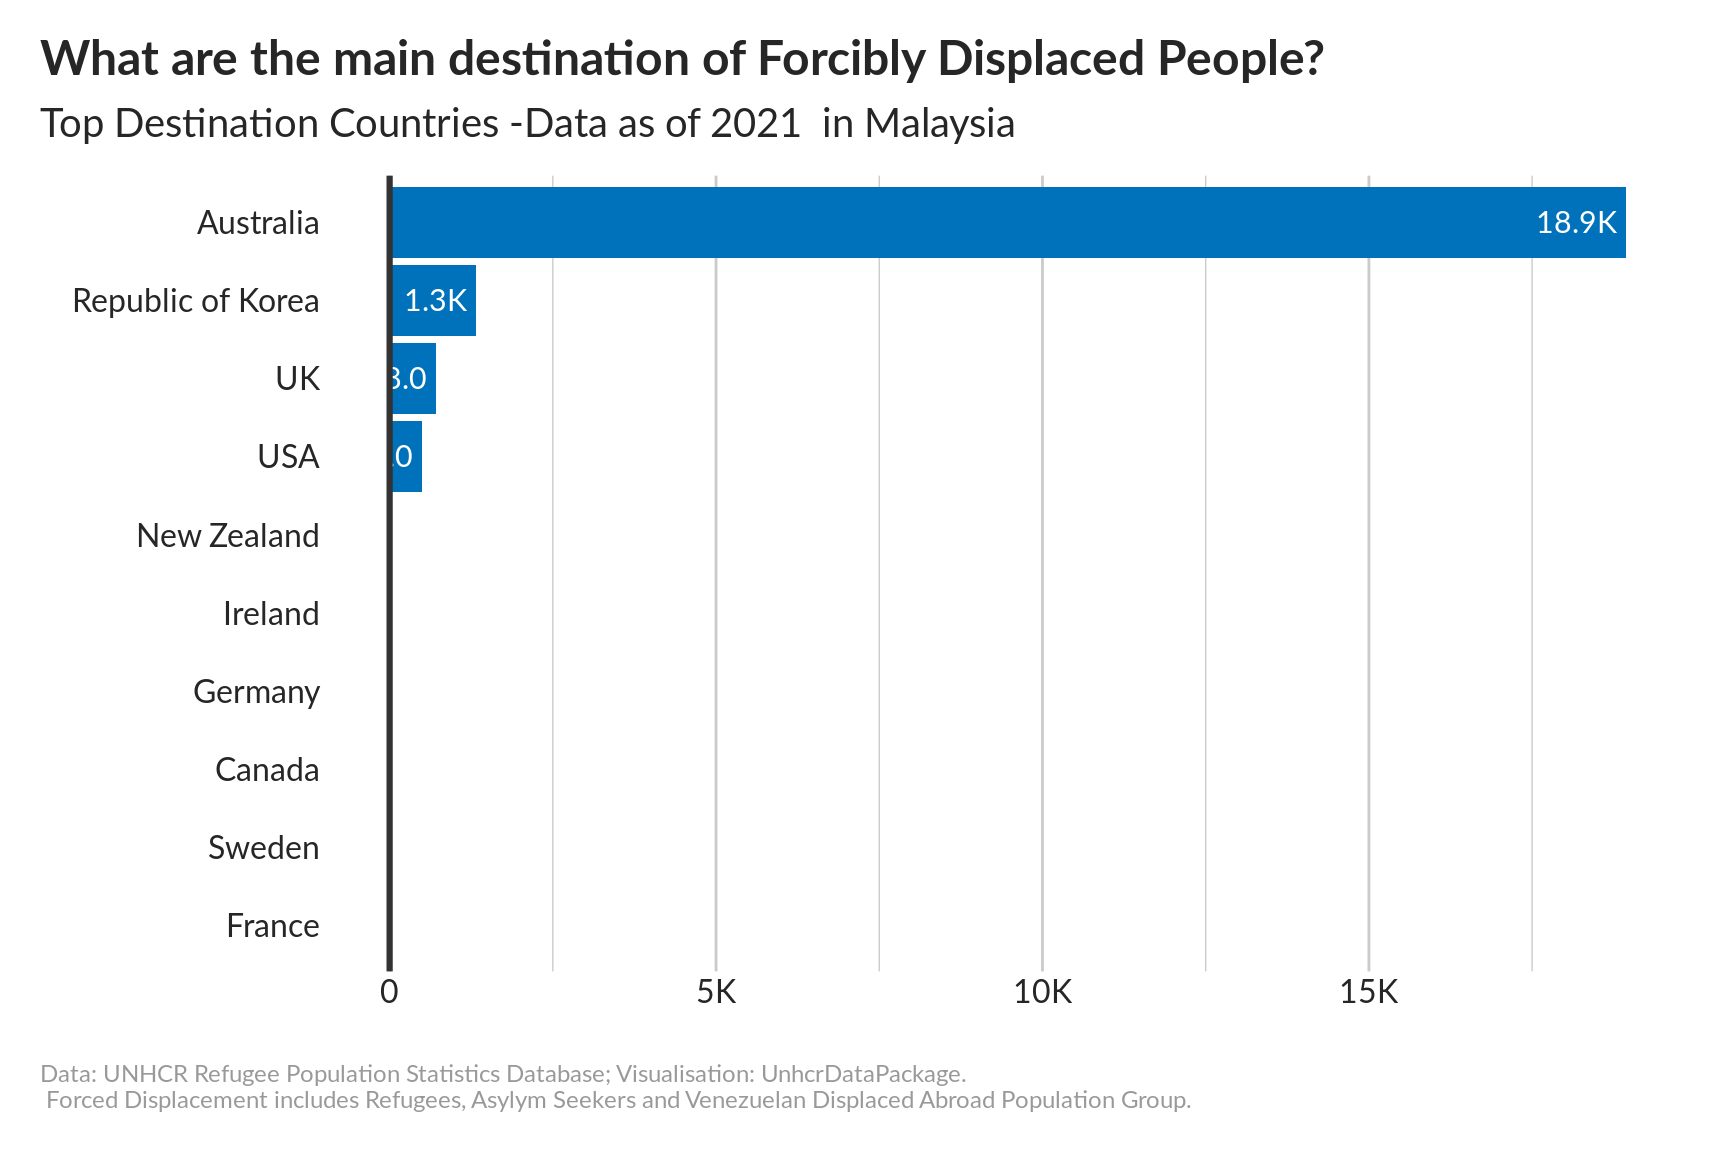 What are the main destination of Forcibly Displaced People?
Top Destination Countries -Data as of 2021  in Malaysia
Australia
18.9K
Republic of Korea
1.3K
UK
USA
New Zealand
Ireland
Germany
Canada
Sweden
France
0
5K
10K
15K
Data: UNHCR Refugee Population Statistics Database; Visualisation: UnhcrDataPackage.
Forced Displacement includes Refugees, Asylym Seekers and Venezuelan Displaced Abroad Population Group.